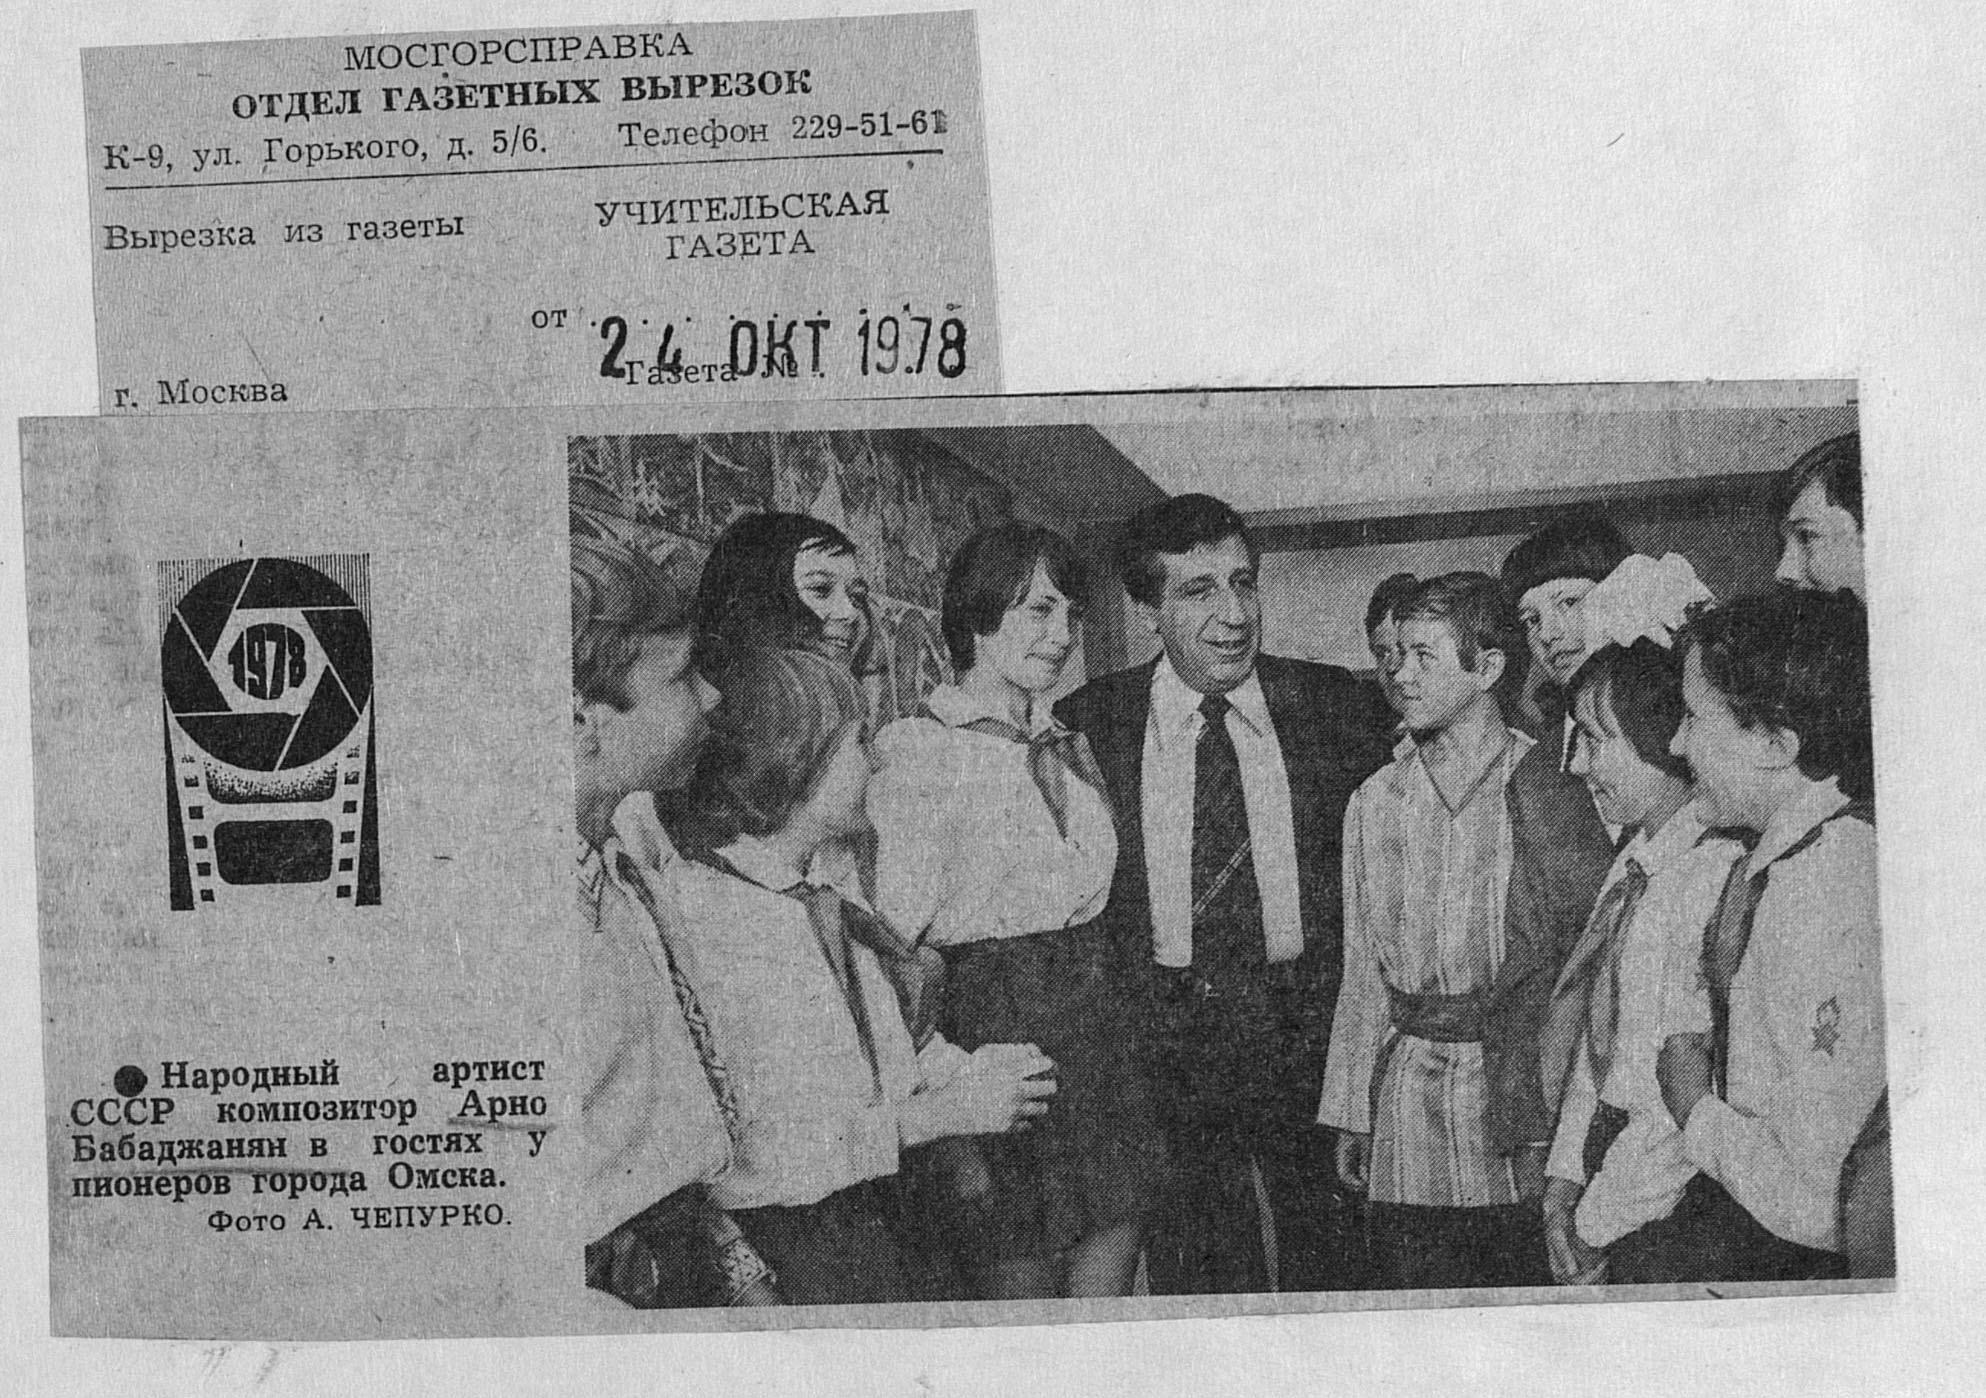 МОСГОРСПРАВКА
ОТДЕЛ ГАЗЕТНЫХ ВЫРЕЗОК
К-9, ул. Горького, д. 5/6. Телефон 229-51-61
Вырезка из газеты УЧИТЕЛЬСКАЯ
ГАЗЕТА
от
24 ОКТ 1978
Газета №
г. Москва
1978
● Народный артист
СССР композитор Арно
Бабаджанян в гостях у
пионеров города Омска.
Фото А. ЧЕПУРКО.